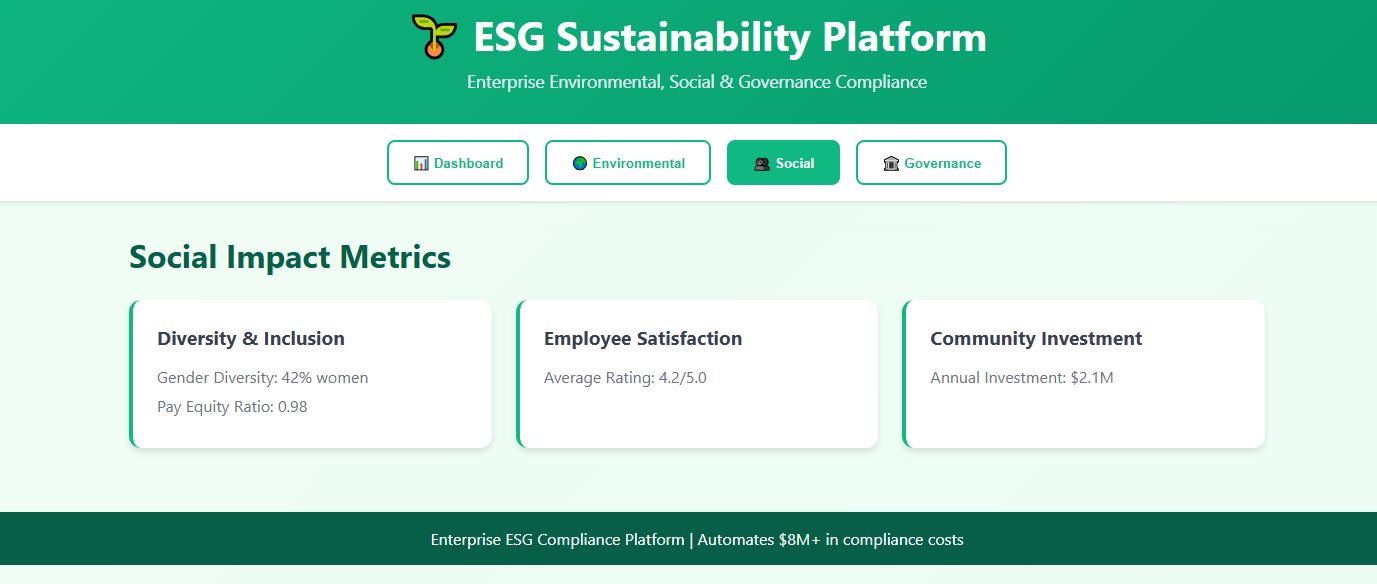 ESG Sustainability Platform
Enterprise Environmental, Social & Governance Compliance
Dashboard
Environmental
Social
Governance
Social Impact Metrics
Diversity & Inclusion
Gender Diversity: 42% women
Pay Equity Ratio: 0.98
Employee Satisfaction
Average Rating: 4.2/5.0
Community Investment
Annual Investment: $2.1M
Enterprise ESG Compliance Platform | Automates $8M+ in compliance costs